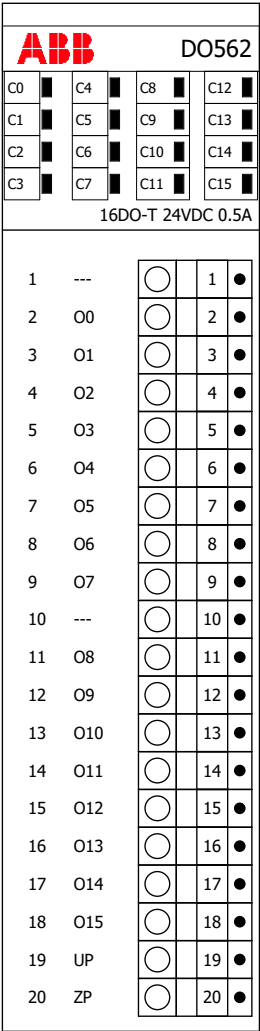 ABB DO562
C0 C4 C8 C12
C1 C5 C9 C13
C2 C6 C10 C14
C3 C7 C11 C15
16DO-T 24VDC 0.5A
1 --- 1
2 O0 2
3 O1 3
4 O2 4
5 O3 5
6 O4 6
7 O5 7
8 O6 8
9 O7 9
10 --- 10
11 O8 11
12 O9 12
13 O10 13
14 O11 14
15 O12 15
16 O13 16
17 O14 17
18 O15 18
19 UP 19
20 ZP 20